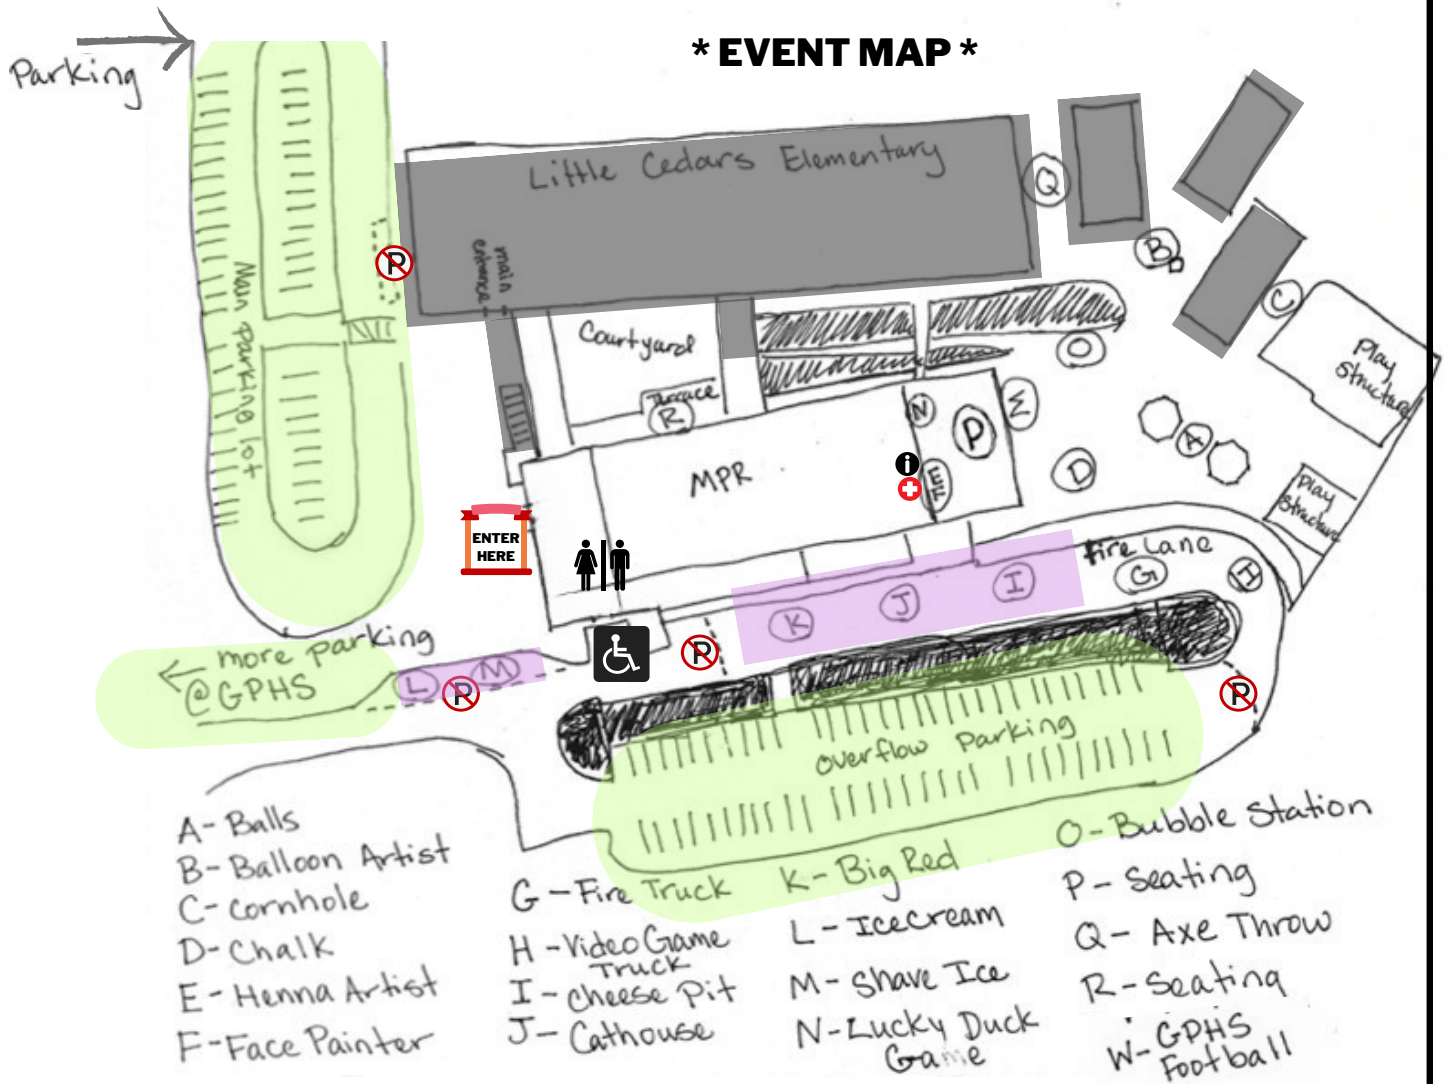 * EVENT MAP *
Parking
Little Cedars Elementary
Q
main
entrance
B
C
Main Parking lot
Courtyard
O
Play
Structure
Terrace
R
N
W
P
A
MPR
E/F
D
Play
Structure
ENTER
HERE
P
Fire Lane
G
H
I
J
K
more parking
@GPHS
L
M
P
P
P
overflow parking
A- Balls
B- Balloon Artist
C- Cornhole
D- Chalk
E- Henna Artist
F- Face Painter
G - Fire Truck
H - Video Game
Truck
I - Cheese Pit
J - Cathouse
K - Big Red
L - Ice Cream
M - Shave Ice
N - Lucky Duck
Game
O - Bubble Station
P - Seating
Q - Axe Throw
R - Seating
W - GPHS
Football